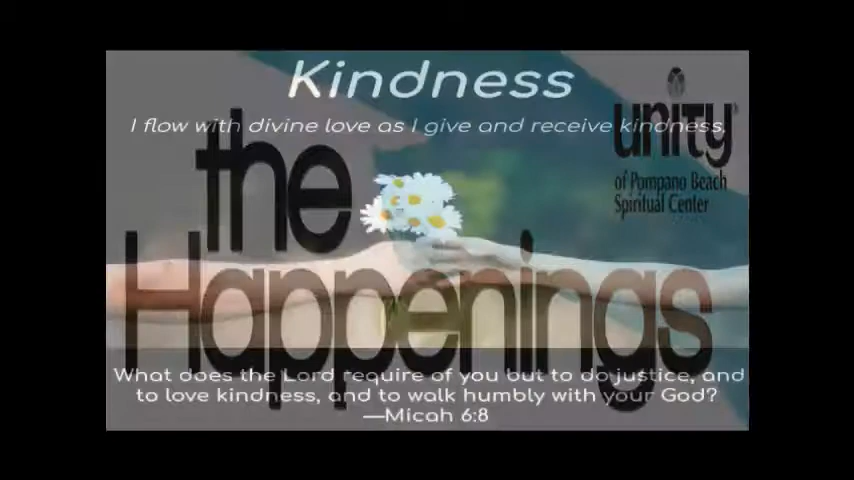 Kindness
I flow with divine love as I give and receive kindness.
unity®
of Pompano Beach
Spiritual Center
the
Happenings
What does the Lord require of you but to do justice, and
to love kindness, and to walk humbly with your God?
—Micah 6:8